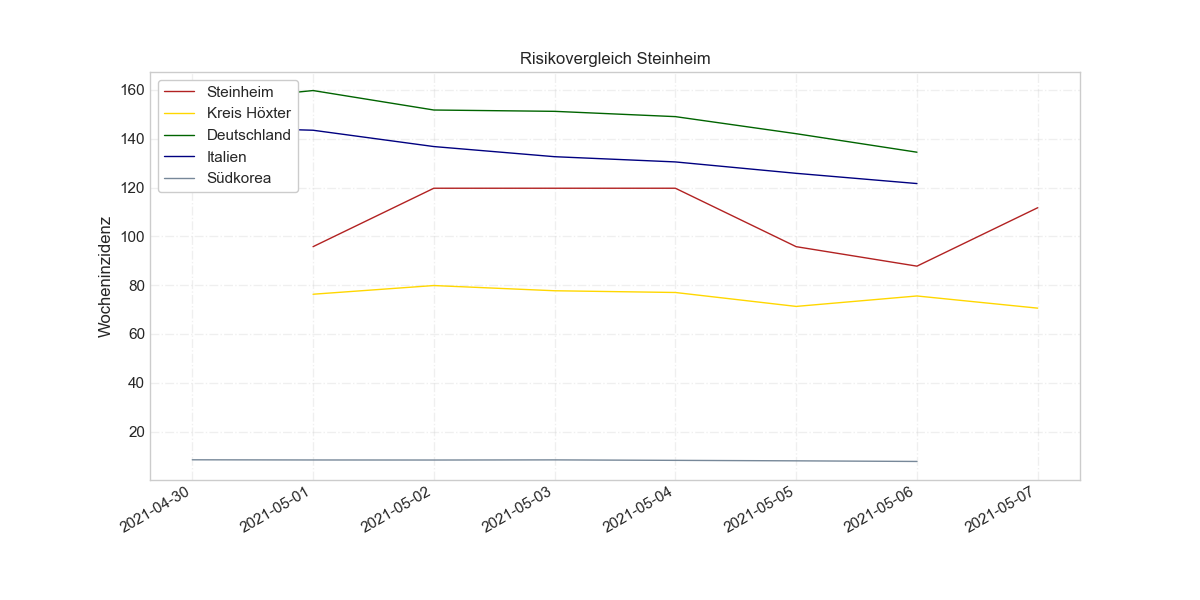 Risikovergleich Steinheim
Steinheim
Kreis Höxter
Deutschland
Italien
Südkorea
Wocheninzidenz
160
140
120
100
80
60
40
20
2021-04-30
2021-05-01
2021-05-02
2021-05-03
2021-05-04
2021-05-05
2021-05-06
2021-05-07